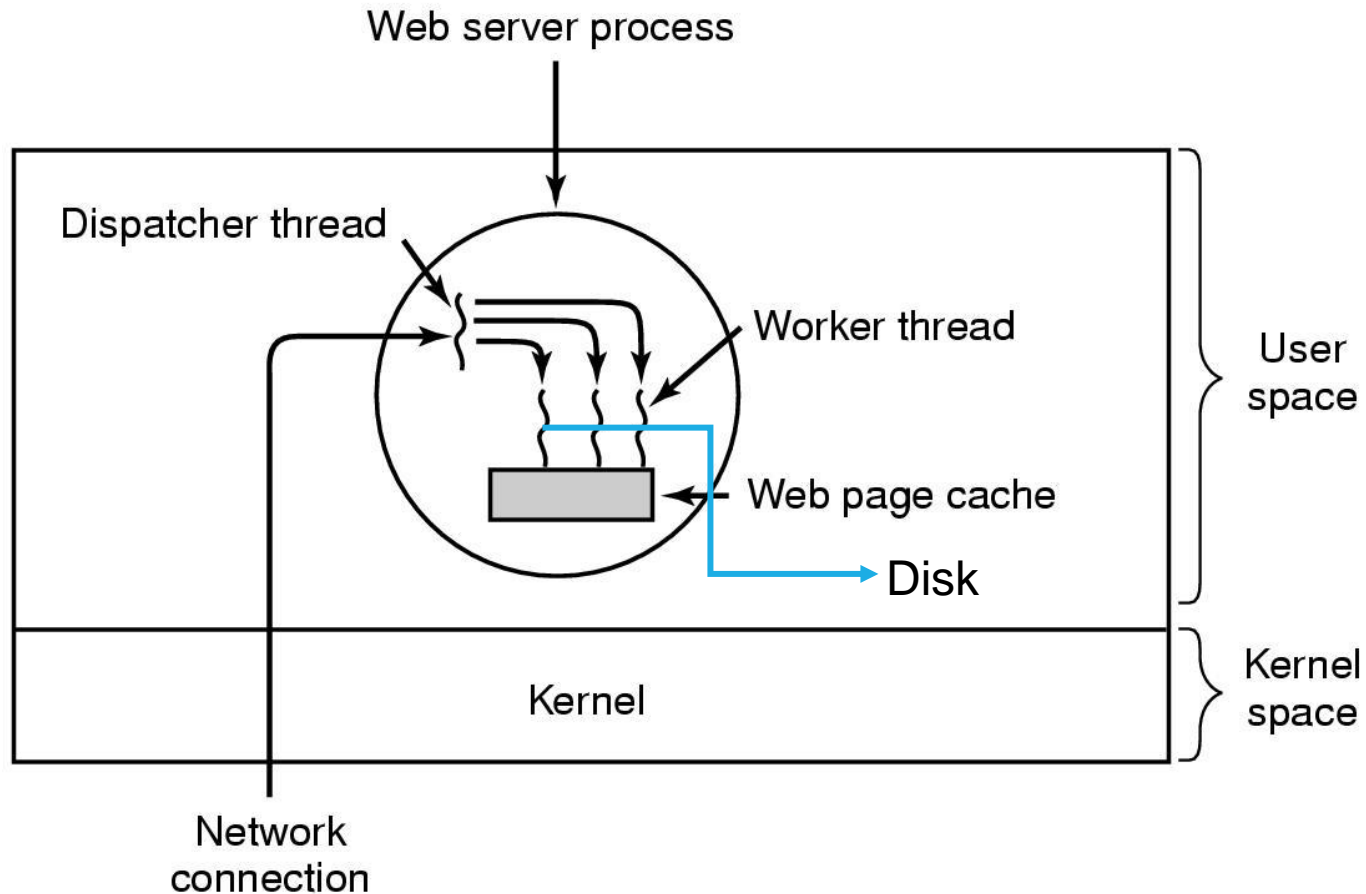 Web server process
Dispatcher thread
Worker thread
User
space
Web page cache
Disk
Kernel
Kernel
space
Network
connection